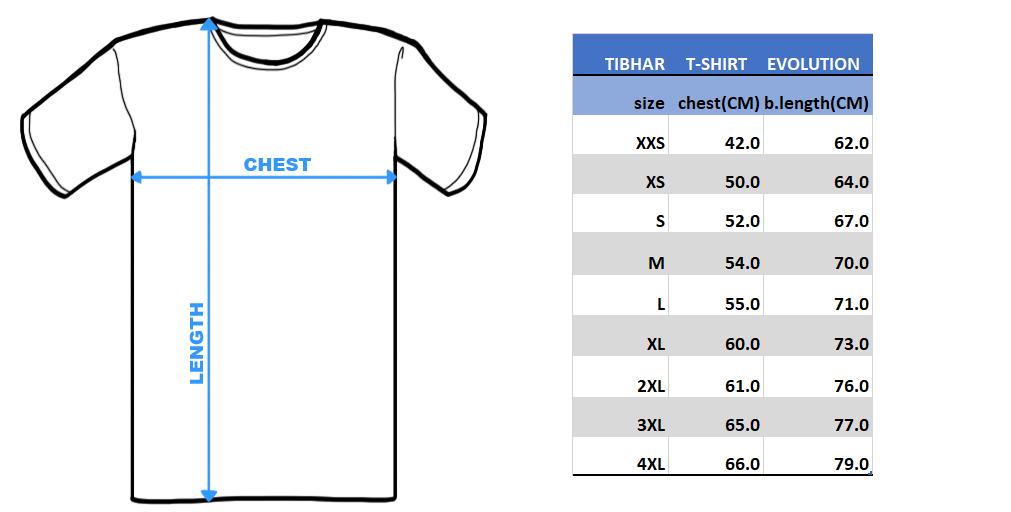 CHEST
LENGTH
TIBHAR T-SHIRT EVOLUTION
size chest(CM) b.length(CM)
XXS 42.0 62.0
XS 50.0 64.0
S 52.0 67.0
M 54.0 70.0
L 55.0 71.0
XL 60.0 73.0
2XL 61.0 76.0
3XL 65.0 77.0
4XL 66.0 79.0